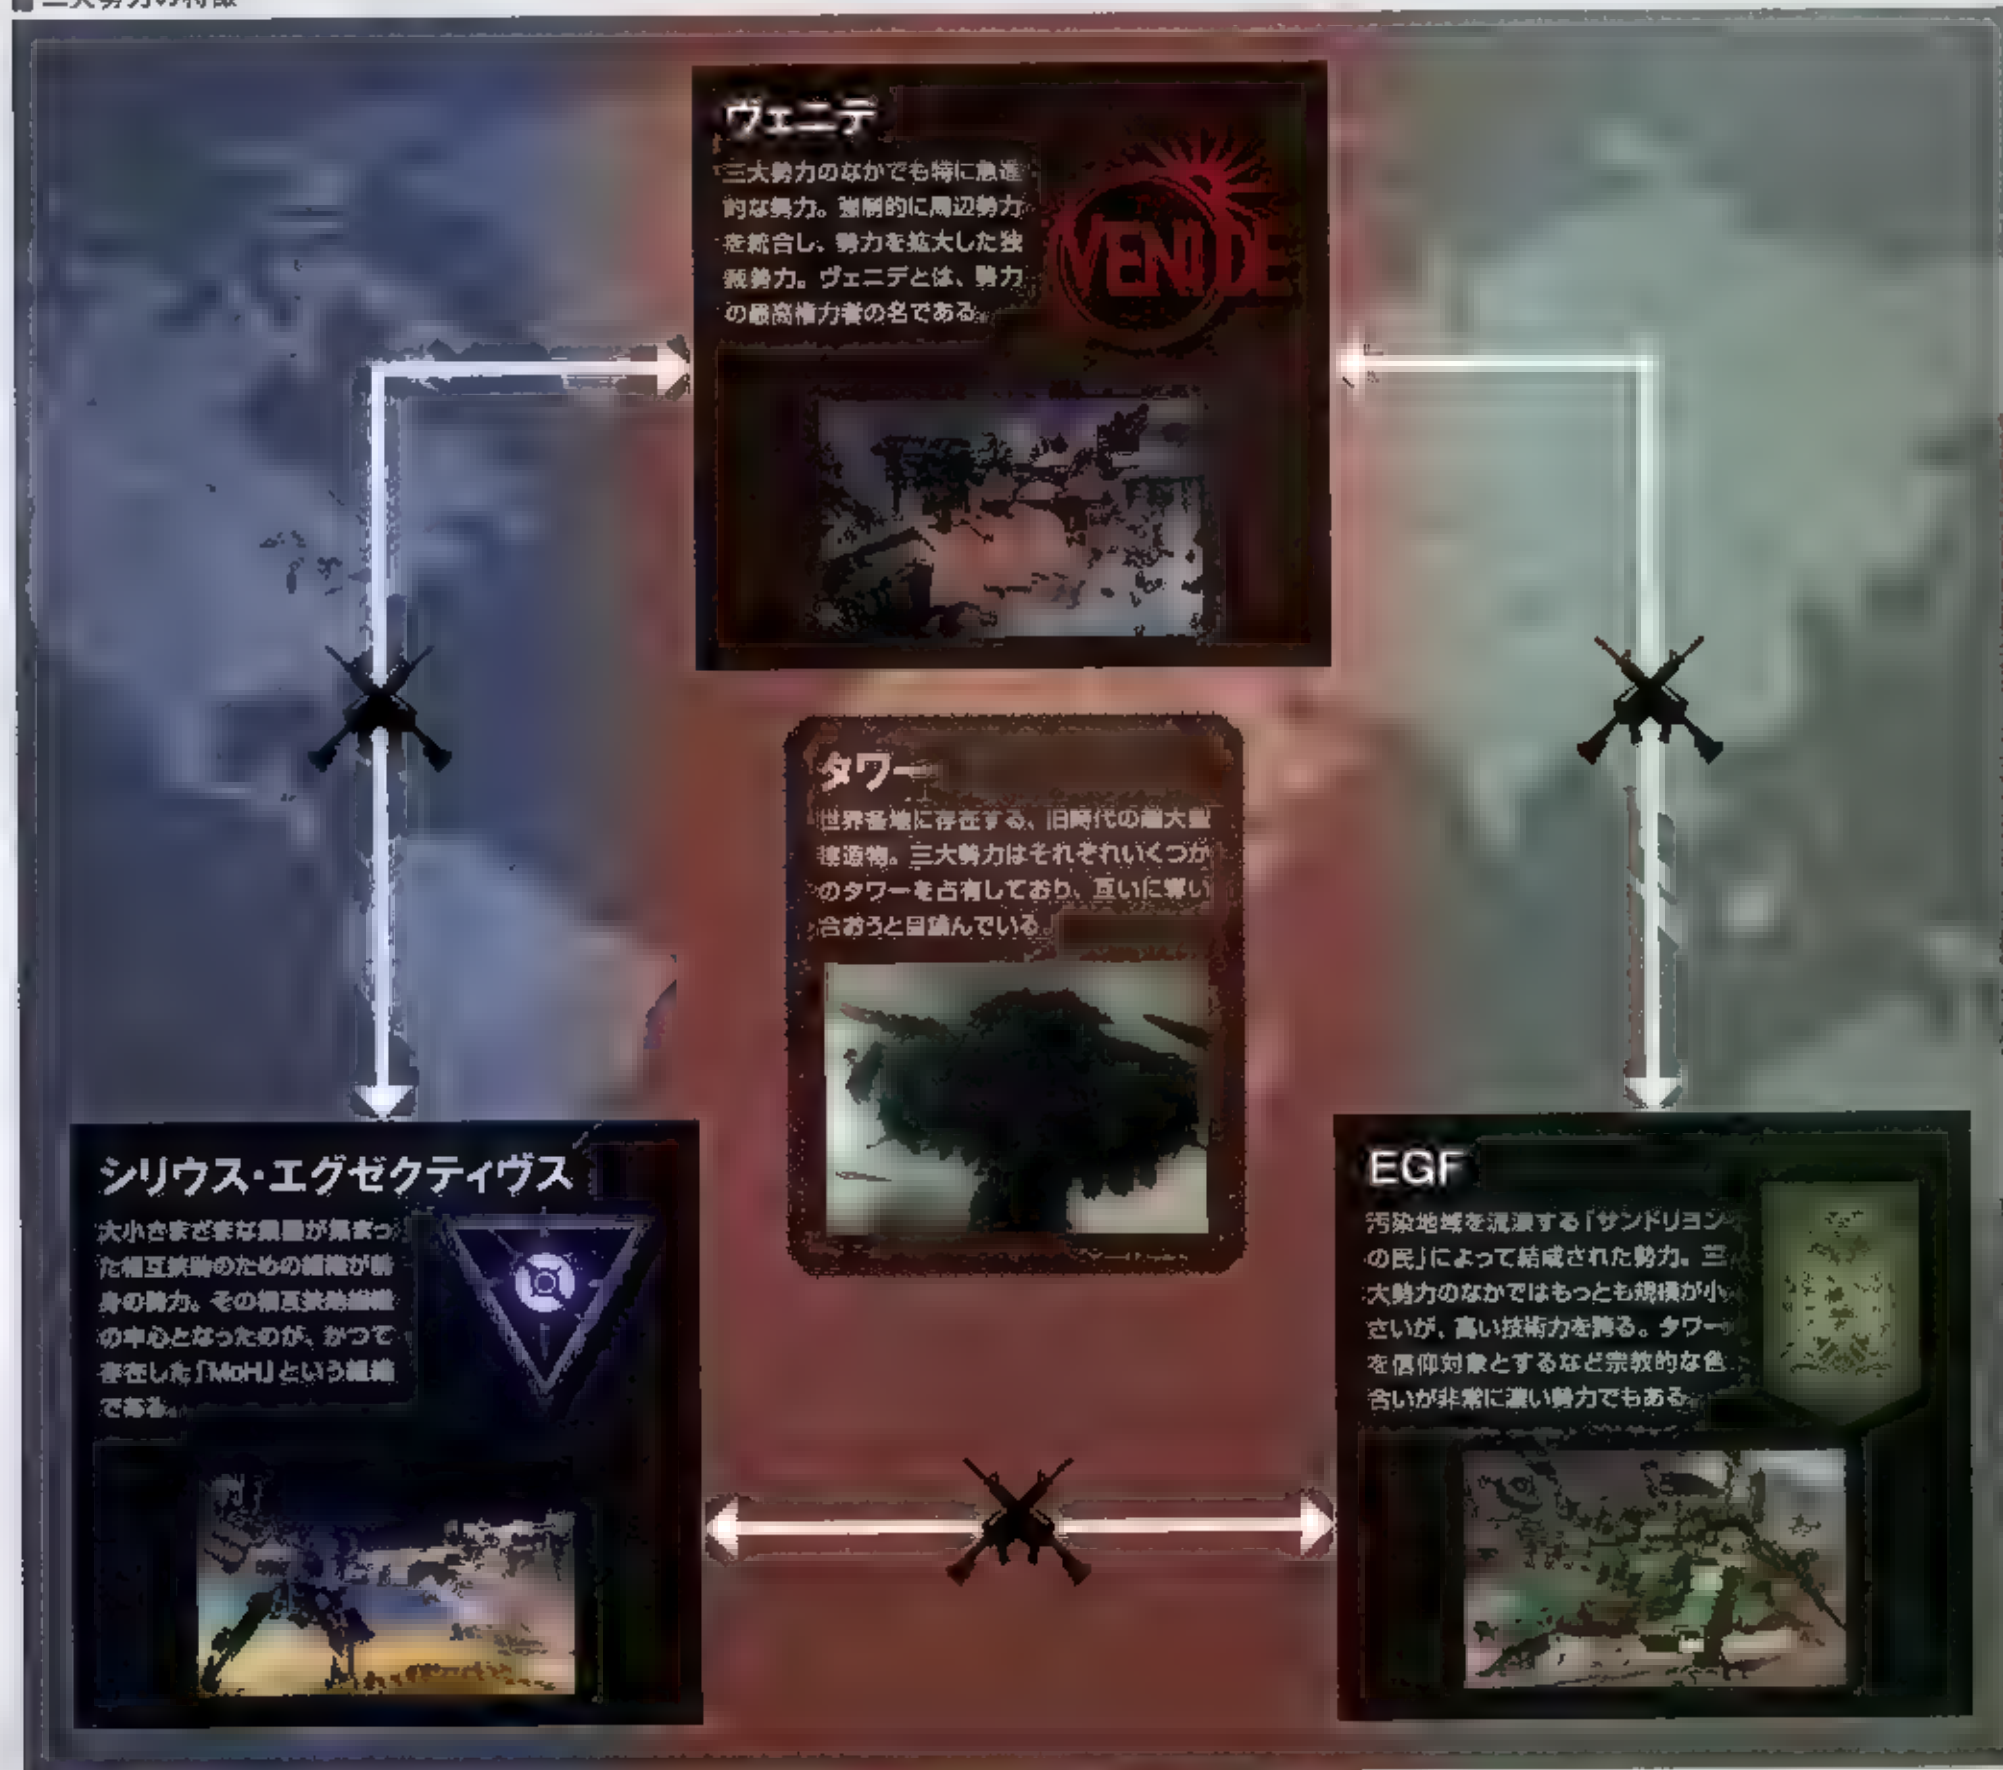 三大勢力の特徴
ヴェニデ
VENIDE
三大勢力のなかでも特に急進
的な勢力。強制的に周辺勢力
を統合し、勢力を拡大した独
裁勢力。ヴェニデとは、勢力
の最高権力者の名である。
タワー
世界各地に存在する、旧時代の超大型
建造物。三大勢力はそれぞれいくつか
のタワーを占有しており、互いに奪い
合おうと目論んでいる。
シリウス・エグゼクティヴス
大小さまざまな集団が集まっ
た相互扶助のための組織が前
身の勢力。その相互扶助組織
の中心となったのが、かつて
存在した「MoH」という組織
である。
EGF
汚染地域を流浪する「サンドリヨン
の民」によって結成された勢力。三
大勢力のなかではもっとも規模が小
さいが、高い技術力を誇る。タワー
を信仰対象とするなど宗教的な色
合いが非常に濃い勢力でもある。